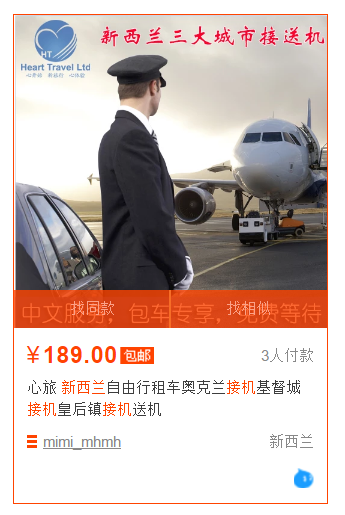 新西兰三大城市接送机
HT
Heart Travel Ltd
心奔放 新旅行 心体验
中文服务，包车专享，免费等待
找同款 找相似
￥189.00 包邮 3人付款
心旅 新西兰自由行租车奥克兰接机基督城
接机皇后镇接机送机
mimi_mhmh 新西兰